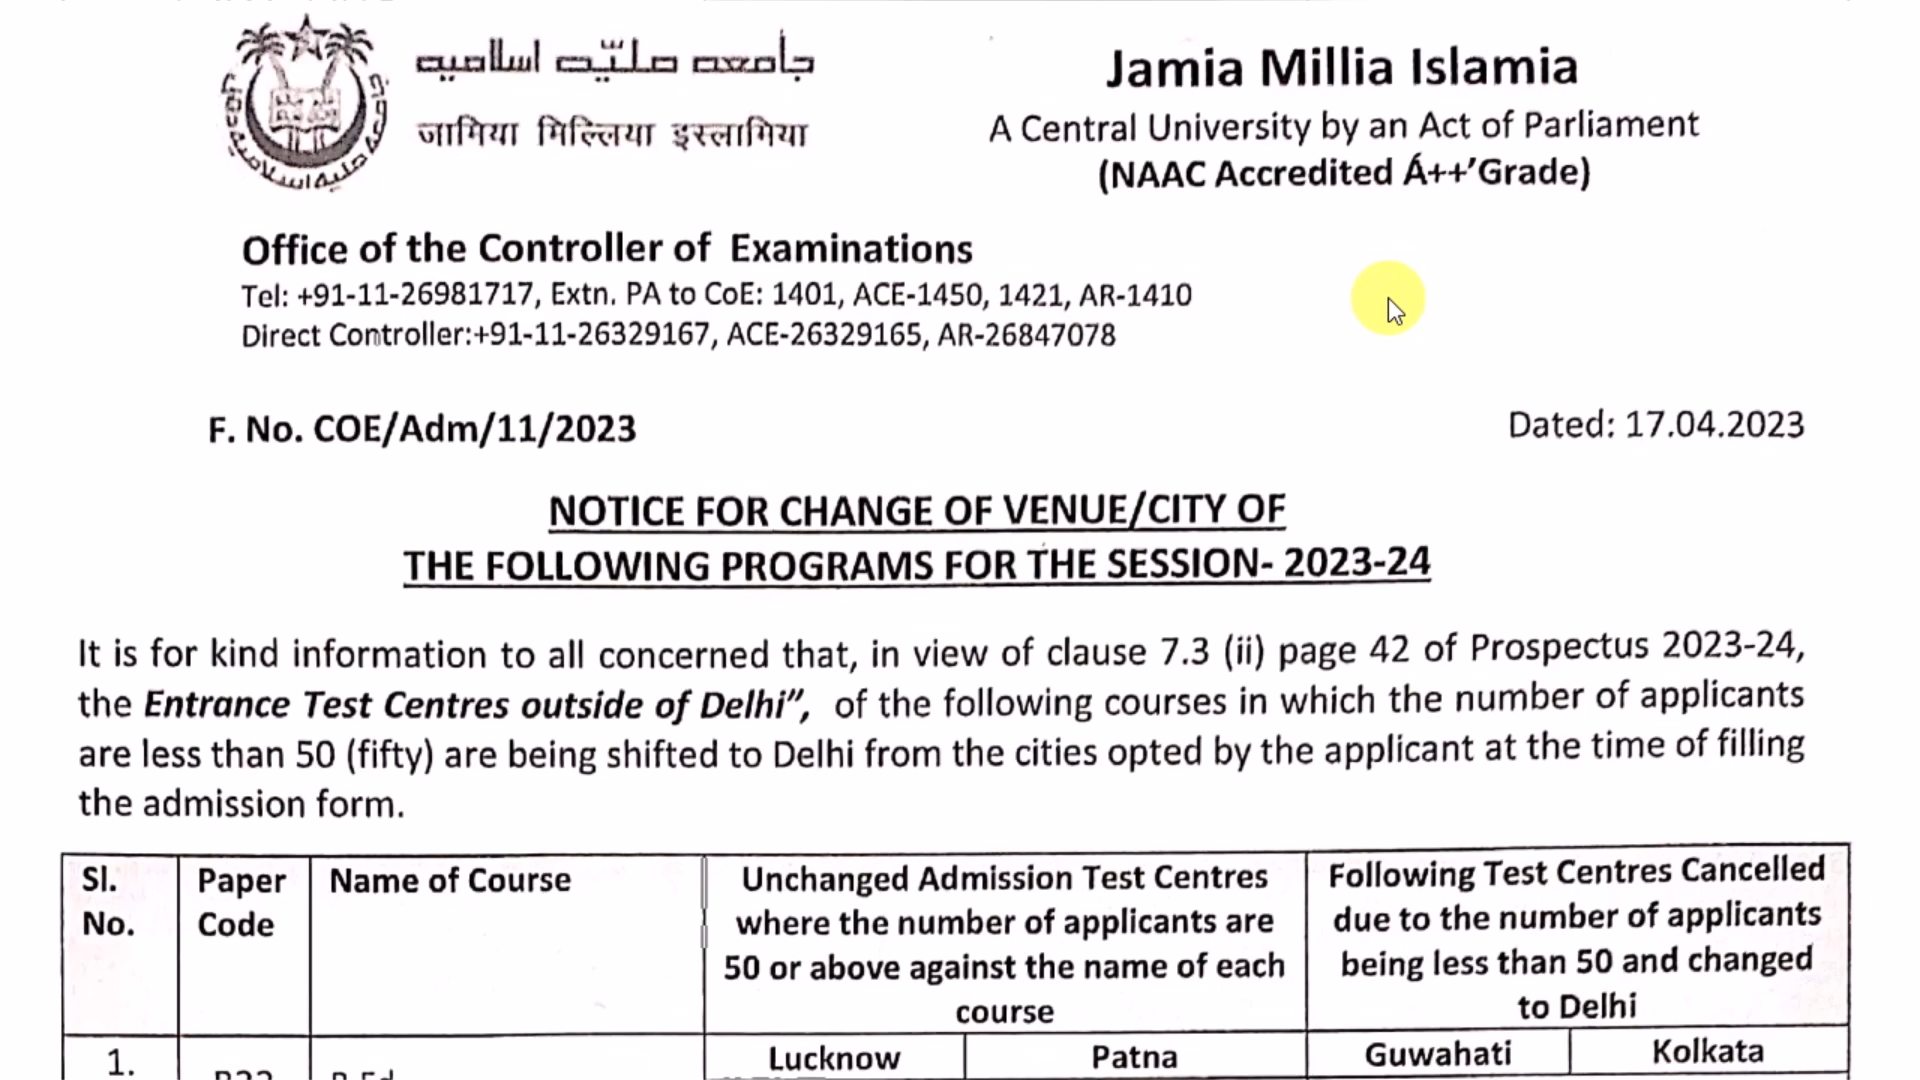 جامعہ ملیّہ اسلامیہ
जामिया मिल्लिया इस्लामिया
Jamia Millia Islamia
A Central University by an Act of Parliament
(NAAC Accredited Á++’Grade)
Office of the Controller of Examinations
Tel: +91-11-26981717, Extn. PA to CoE: 1401, ACE-1450, 1421, AR-1410
Direct Controller:+91-11-26329167, ACE-26329165, AR-26847078
F. No. COE/Adm/11/2023
Dated: 17.04.2023
NOTICE FOR CHANGE OF VENUE/CITY OF
THE FOLLOWING PROGRAMS FOR THE SESSION- 2023-24
It is for kind information to all concerned that, in view of clause 7.3 (ii) page 42 of Prospectus 2023-24,
the Entrance Test Centres outside of Delhi”, of the following courses in which the number of applicants
are less than 50 (fifty) are being shifted to Delhi from the cities opted by the applicant at the time of filling
the admission form.
Sl.
No.
Paper
Code
Name of Course
Unchanged Admission Test Centres
where the number of applicants are
50 or above against the name of each
course
Following Test Centres Cancelled
due to the number of applicants
being less than 50 and changed
to Delhi
1.
Lucknow
Patna
Guwahati
Kolkata